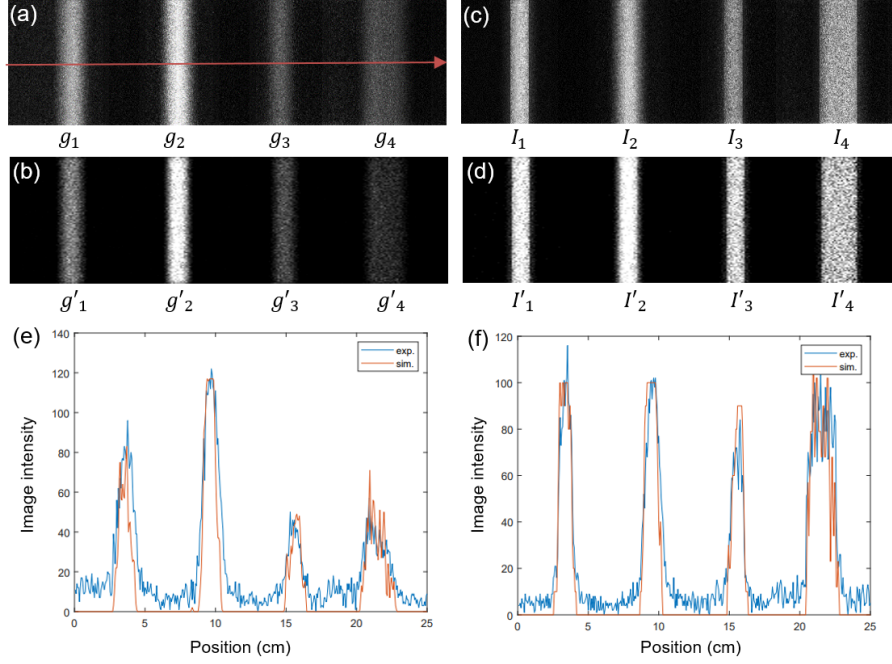 (a)
(c)
g₁ g₂ g₃ g₄
I₁ I₂ I₃ I₄
(b)
(d)
g'₁ g'₂ g'₃ g'₄
I'₁ I'₂ I'₃ I'₄
(e)
140
120
100
80
60
40
20
0
0 5 10 15 20 25
Image intensity
Position (cm)
exp.
sim.
(f)
120
100
80
60
40
20
0
0 5 10 15 20 25
Image intensity
Position (cm)
exp.
sim.